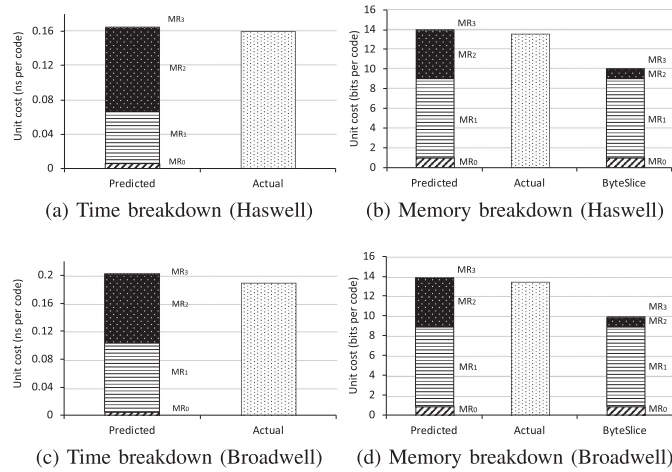 Unit cost (ns per code)
0.16
0.12
0.08
0.04
0
MR3
MR2
MR1
MR0
Predicted
Actual
(a) Time breakdown (Haswell)
Unit cost (bits per code)
16
14
12
10
8
6
4
2
0
MR3
MR2
MR1
MR0
MR3
MR2
MR1
MR0
Predicted
Actual
ByteSlice
(b) Memory breakdown (Haswell)
Unit cost (ns per code)
0.2
0.16
0.12
0.08
0.04
0
MR3
MR2
MR1
MR0
Predicted
Actual
(c) Time breakdown (Broadwell)
Unit cost (bits per code)
16
14
12
10
8
6
4
2
0
MR3
MR2
MR1
MR0
MR3
MR2
MR1
MR0
Predicted
Actual
ByteSlice
(d) Memory breakdown (Broadwell)